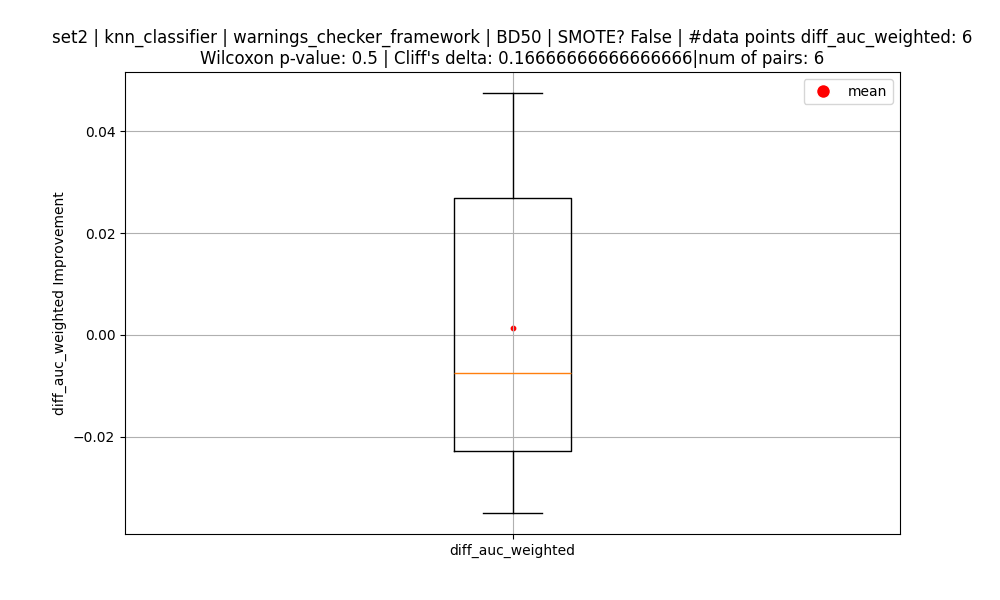 set2 | knn_classifier | warnings_checker_framework | BD50 | SMOTE? False | #data points diff_auc_weighted: 6
Wilcoxon p-value: 0.5 | Cliff's delta: 0.16666666666666666|num of pairs: 6
mean
0.04
0.02
0.00
−0.02
diff_auc_weighted Improvement
diff_auc_weighted